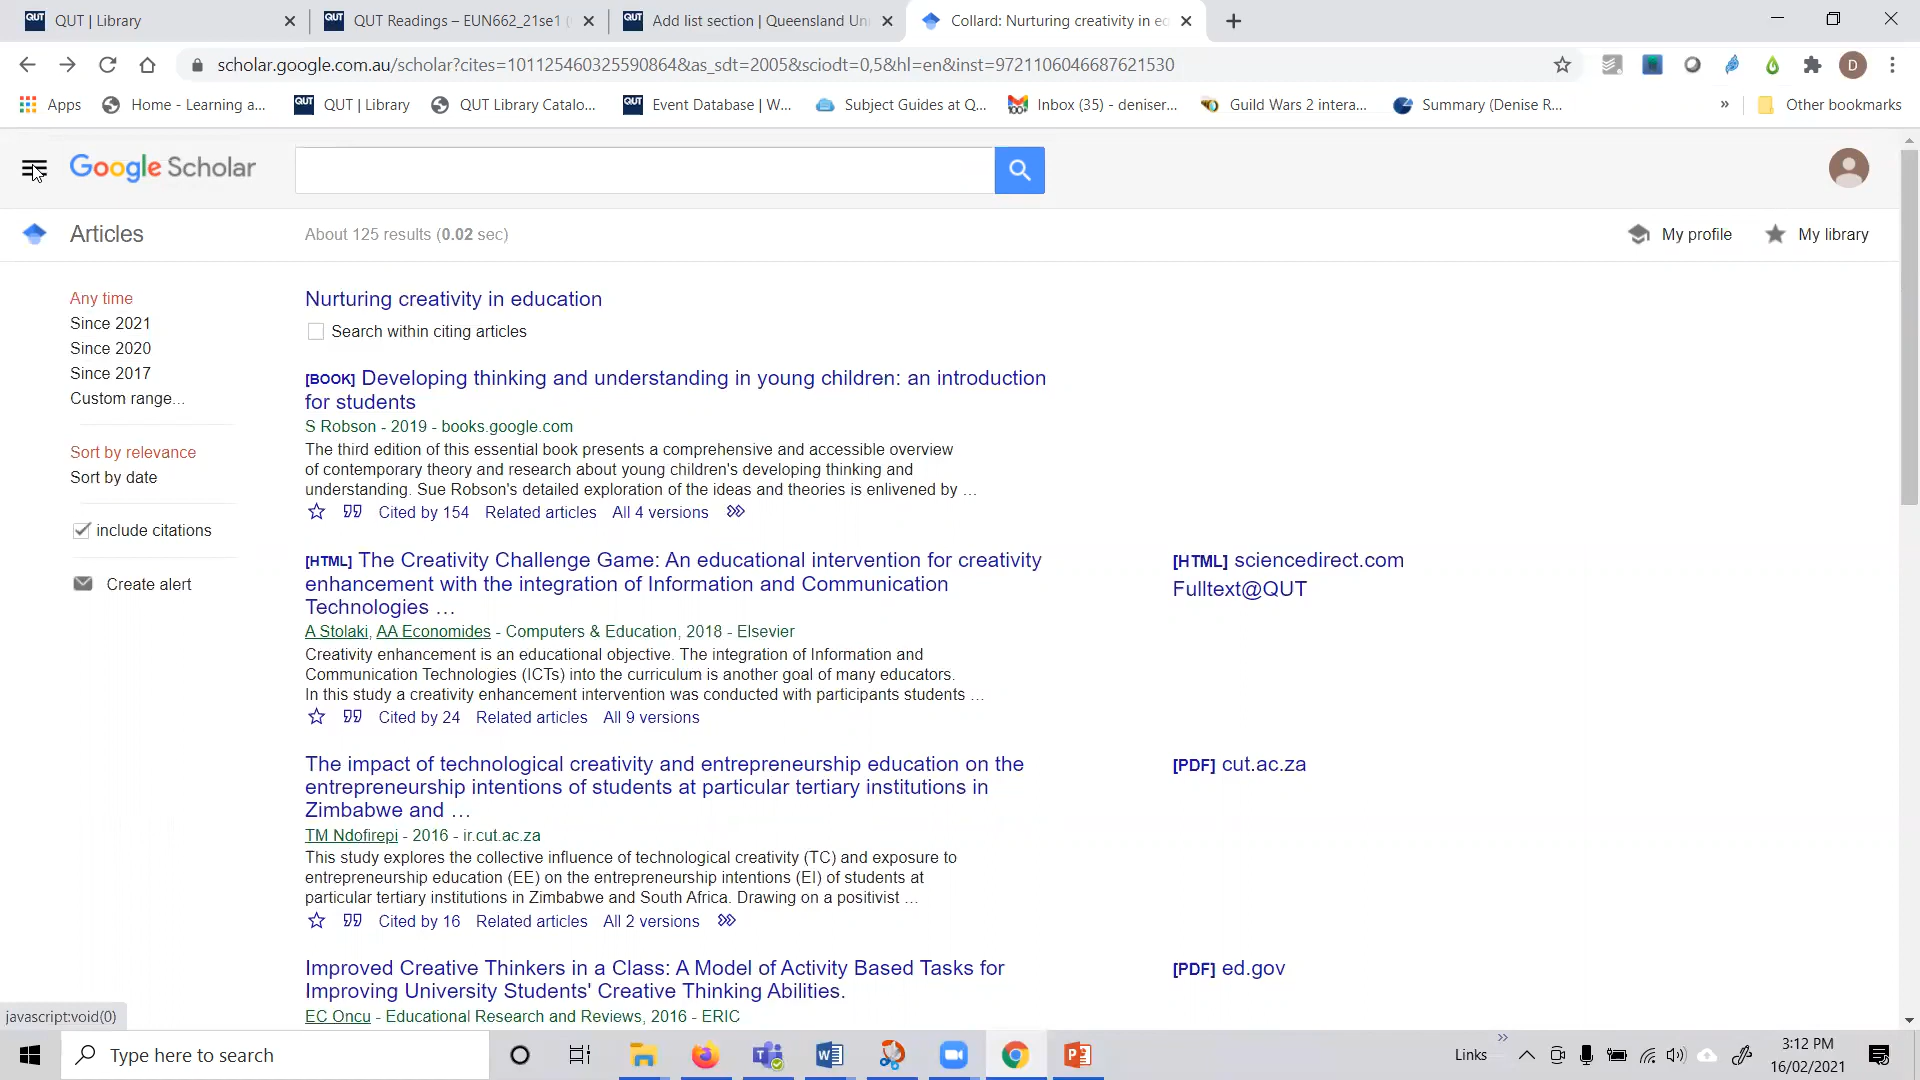 QUT | Library
QUT Readings – EUN662_21se1 (
Add list section | Queensland Un
Collard: Nurturing creativity in ed
scholar.google.com.au/scholar?cites=101125460325590864&as_sdt=2005&sciodt=0,5&hl=en&inst=9721106046687621530
D
Apps
Home - Learning a...
QUT | Library
QUT Library Catalo...
Event Database | W...
Subject Guides at Q...
Inbox (35) - deniser...
Guild Wars 2 intera...
Summary (Denise R...
»
Other bookmarks
Google Scholar
Articles
About 125 results (0.02 sec)
My profile
My library
Any time
Since 2021
Since 2020
Since 2017
Custom range...
Sort by relevance
Sort by date
include citations
Create alert
Nurturing creativity in education
Search within citing articles
[BOOK] Developing thinking and understanding in young children: an introduction
for students
S Robson - 2019 - books.google.com
The third edition of this essential book presents a comprehensive and accessible overview
of contemporary theory and research about young children's developing thinking and
understanding. Sue Robson's detailed exploration of the ideas and theories is enlivened by …
Cited by 154 Related articles All 4 versions
[HTML] The Creativity Challenge Game: An educational intervention for creativity
enhancement with the integration of Information and Communication
Technologies …
A Stolaki, AA Economides - Computers & Education, 2018 - Elsevier
Creativity enhancement is an educational objective. The integration of Information and
Communication Technologies (ICTs) into the curriculum is another goal of many educators.
In this study a creativity enhancement intervention was conducted with participants students …
Cited by 24 Related articles All 9 versions
[HTML] sciencedirect.com
Fulltext@QUT
The impact of technological creativity and entrepreneurship education on the
entrepreneurship intentions of students at particular tertiary institutions in
Zimbabwe and …
TM Ndofirepi - 2016 - ir.cut.ac.za
This study explores the collective influence of technological creativity (TC) and exposure to
entrepreneurship education (EE) on the entrepreneurship intentions (EI) of students at
particular tertiary institutions in Zimbabwe and South Africa. Drawing on a positivist …
Cited by 16 Related articles All 2 versions
[PDF] cut.ac.za
Improved Creative Thinkers in a Class: A Model of Activity Based Tasks for
Improving University Students' Creative Thinking Abilities.
EC Oncu - Educational Research and Reviews, 2016 - ERIC
[PDF] ed.gov
javascript:void(0)
Type here to search
Links
3:12 PM
16/02/2021